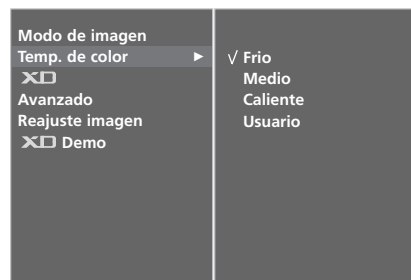 Modo de imagen
Temp. de color ►
XD
Avanzado
Reajuste imagen
XD Demo
√ Frio
Medio
Caliente
Usuario